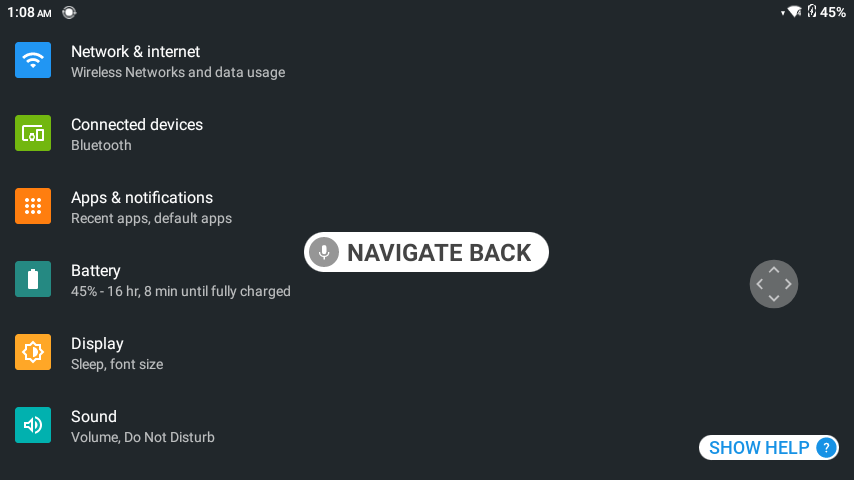 1:08 AM
45%
Network & internet
Wireless Networks and data usage
Connected devices
Bluetooth
Apps & notifications
Recent apps, default apps
NAVIGATE BACK
Battery
45% - 16 hr, 8 min until fully charged
Display
Sleep, font size
Sound
Volume, Do Not Disturb
SHOW HELP ?